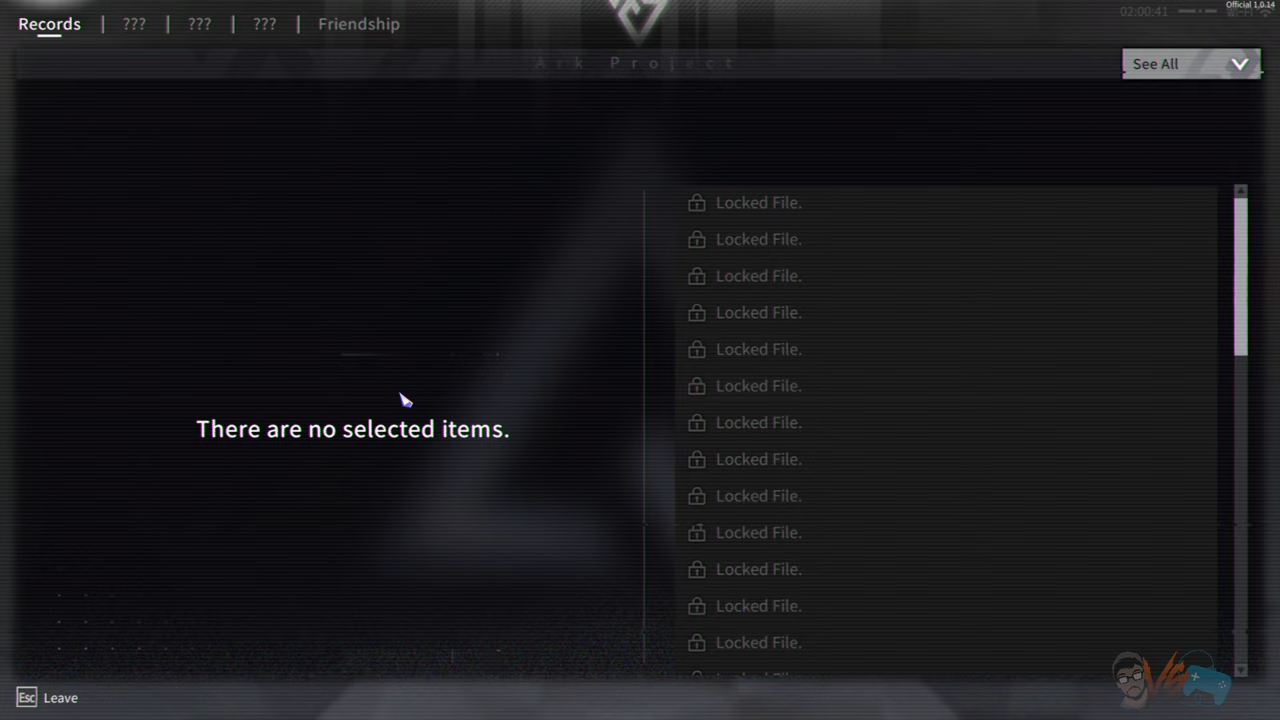 Official 1.0.14
02:00:41
Records | ??? | ??? | ??? | Friendship
Ark Project
See All
Locked File.
Locked File.
Locked File.
Locked File.
Locked File.
Locked File.
Locked File.
Locked File.
Locked File.
Locked File.
Locked File.
Locked File.
Locked File.
There are no selected items.
Esc Leave
VG